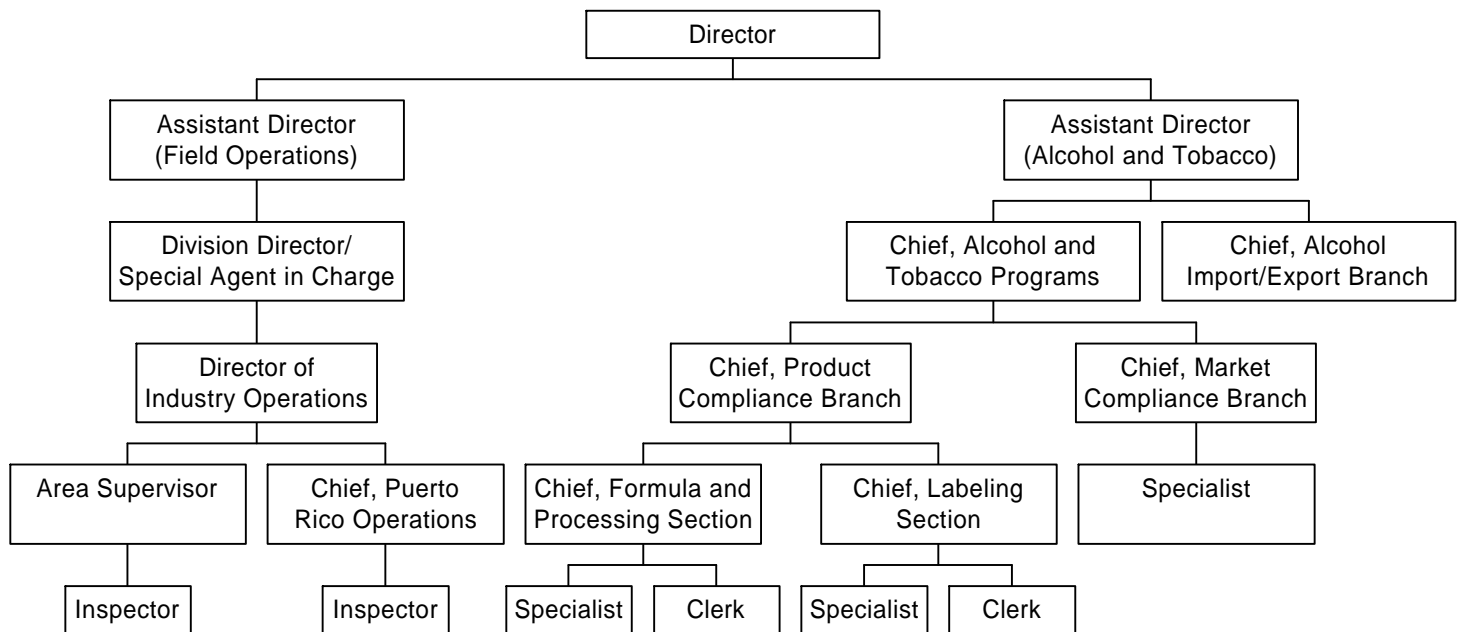 Director
Assistant Director
(Field Operations)
Assistant Director
(Alcohol and Tobacco)
Division Director/
Special Agent in Charge
Chief, Alcohol and
Tobacco Programs
Chief, Alcohol
Import/Export Branch
Director of
Industry Operations
Chief, Product
Compliance Branch
Chief, Market
Compliance Branch
Area Supervisor
Chief, Puerto
Rico Operations
Chief, Formula and
Processing Section
Chief, Labeling
Section
Specialist
Inspector
Inspector
Specialist
Clerk
Specialist
Clerk